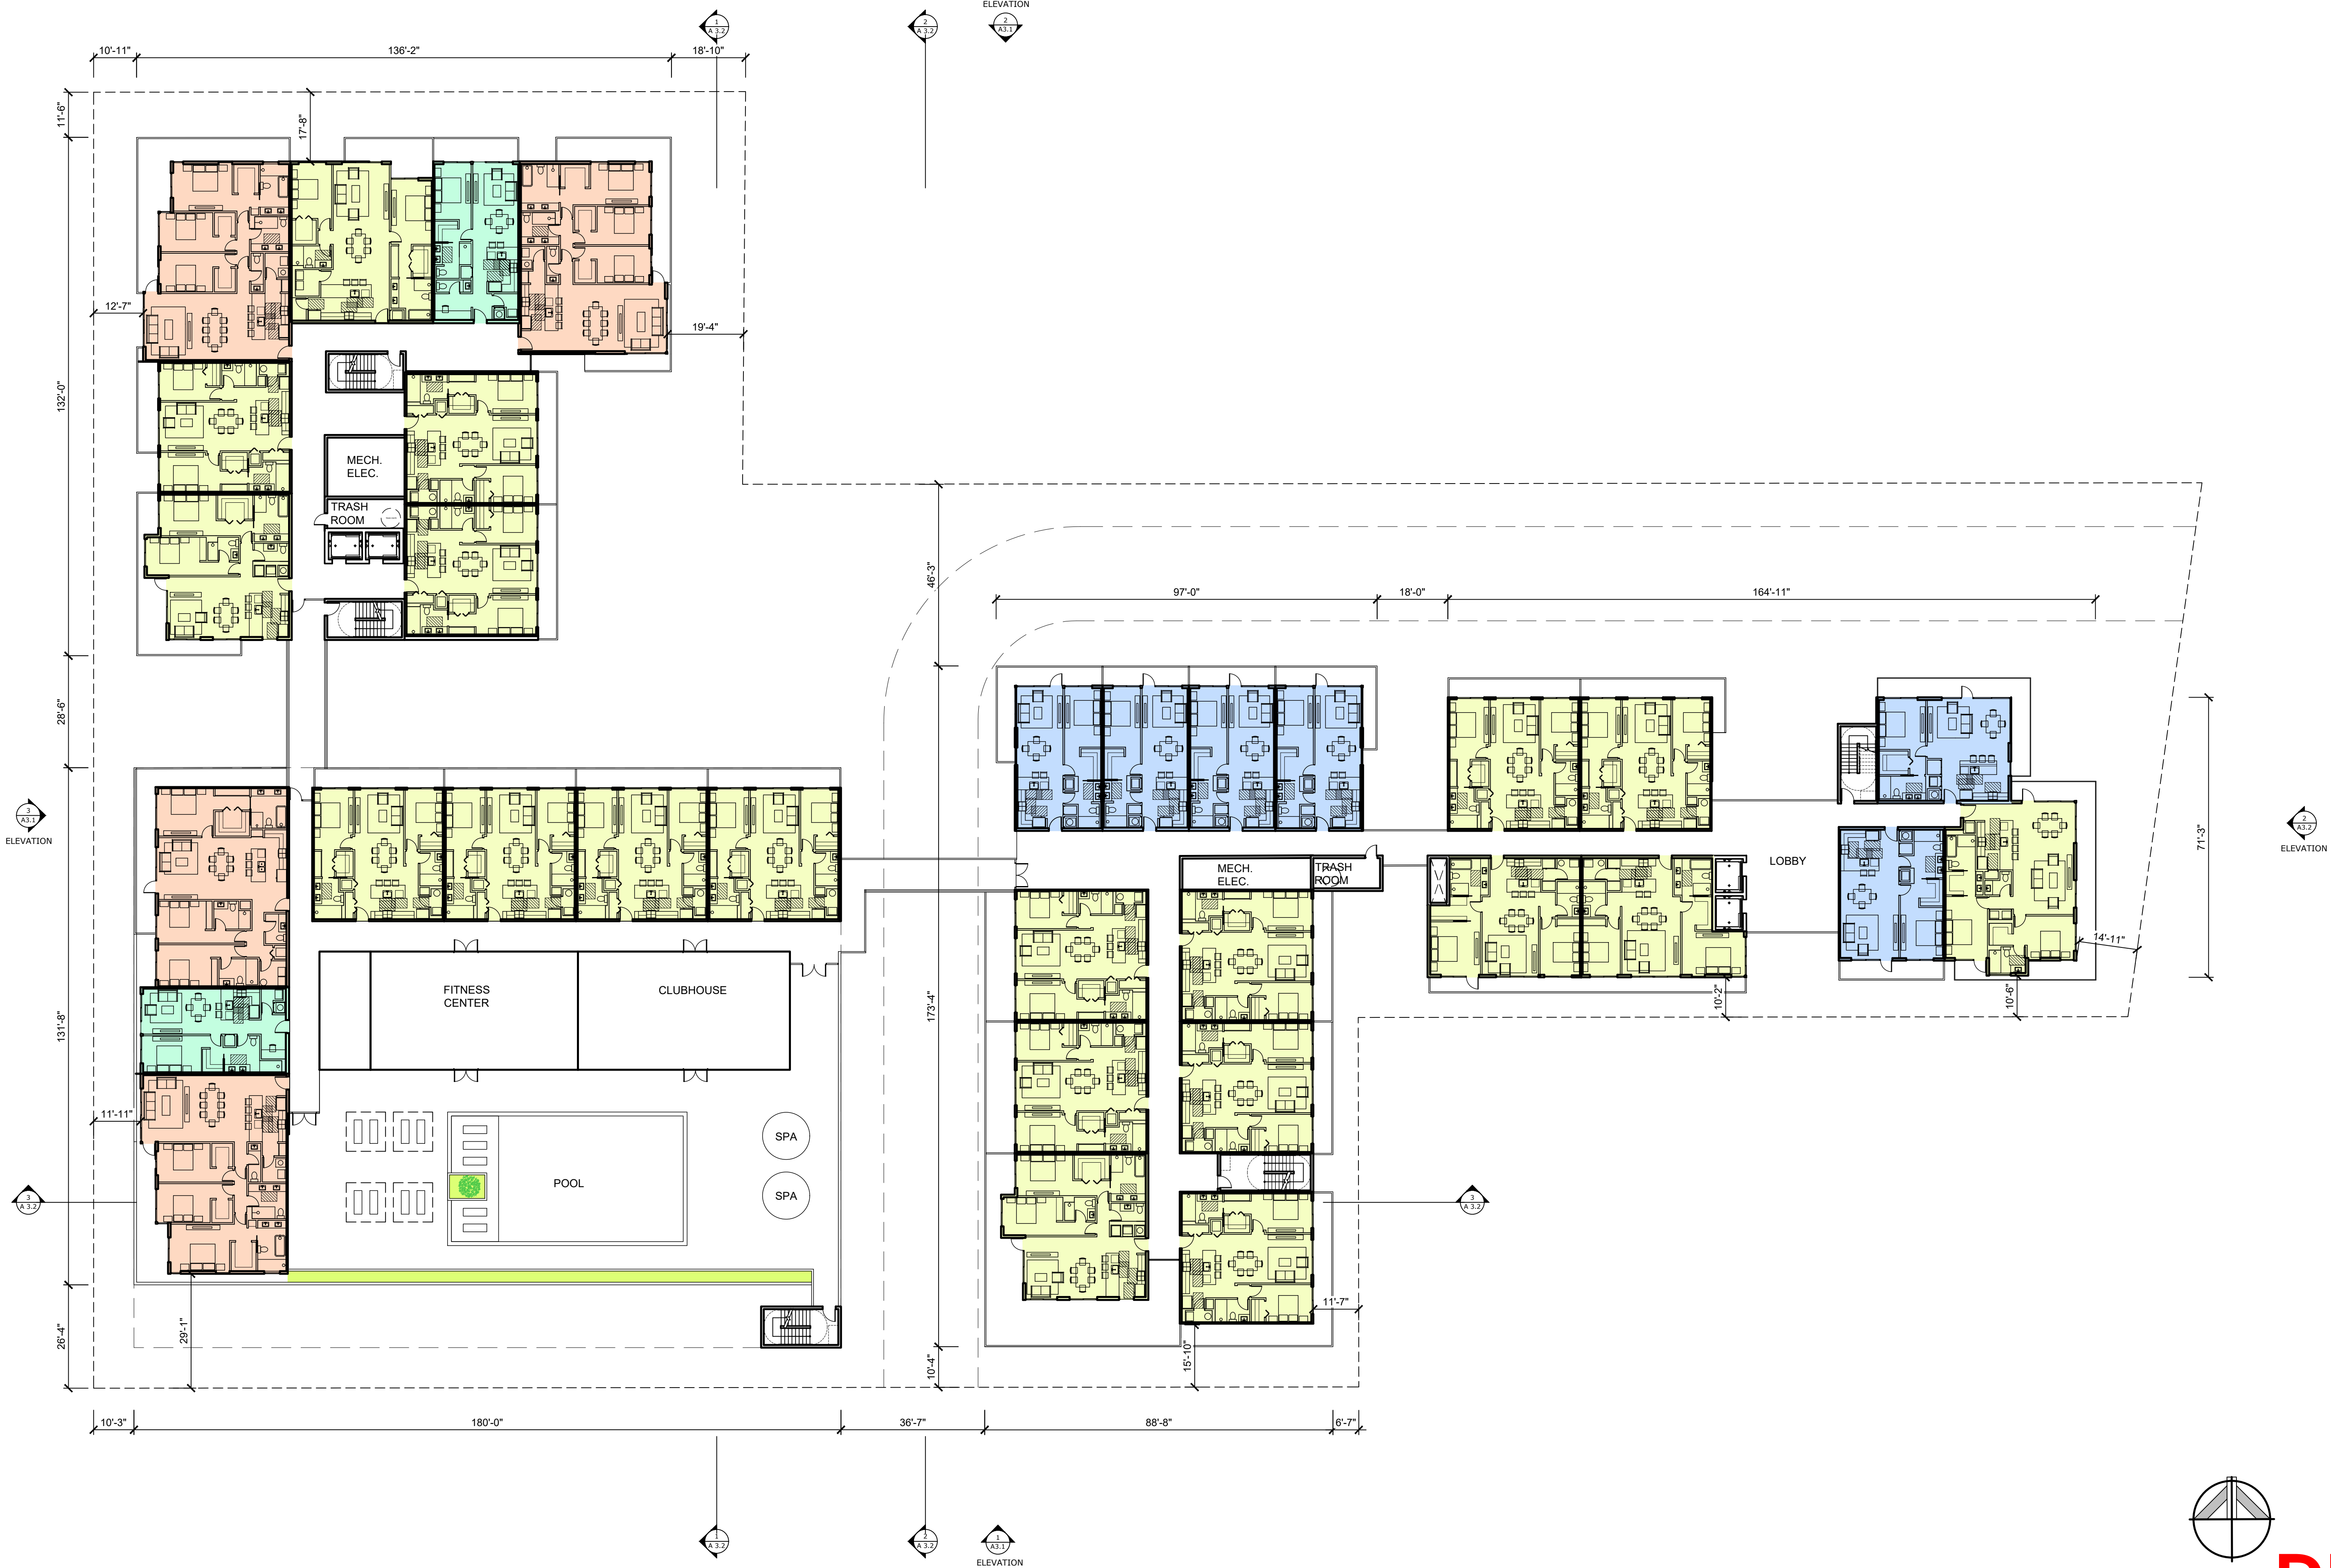 ELEVATION
1
A 3.2
2
A 3.2
2
A3.1
10'-11"
136'-2"
18'-10"
11'-6"
17'-8"
12'-7"
19'-4"
132'-0"
MECH.
ELEC.
TRASH
ROOM
46'-3"
97'-0"
18'-0"
164'-11"
28'-6"
3
A3.1
ELEVATION
2
A3.2
ELEVATION
71'-3"
MECH.
ELEC.
TRASH
ROOM
LOBBY
14'-11"
FITNESS
CENTER
CLUBHOUSE
10'-2"
10'-6"
173'-4"
131'-8"
11'-11"
SPA
POOL
SPA
3
A 3.2
3
A 3.2
29'-1"
26'-4"
11'-7"
15'-10"
10'-4"
10'-3"
180'-0"
36'-7"
88'-8"
6'-7"
1
A 3.2
2
A 3.2
1
A3.1
ELEVATION